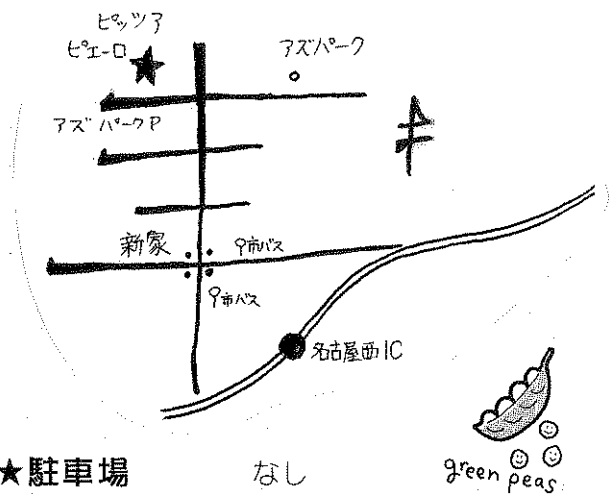 ピッツァ
ピエーロ
アズパーク
アズパークP
新家
市バス
市バス
名古屋西IC
★駐車場 なし
green peas